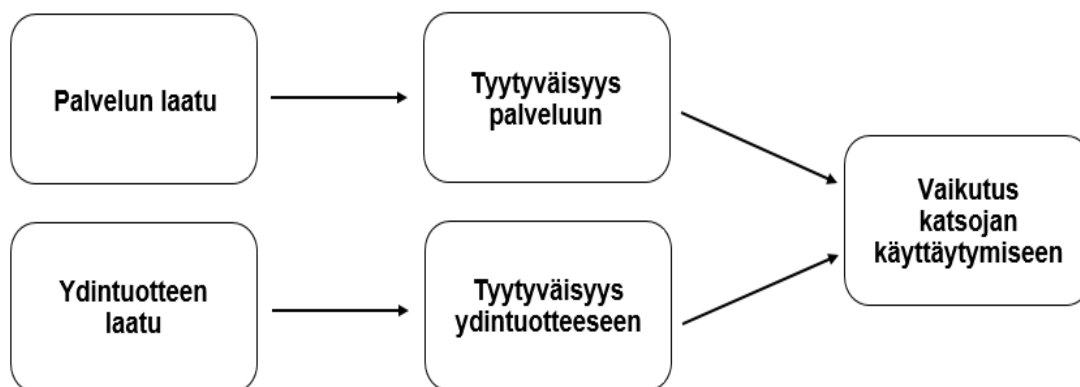 Palvelun laatu
Tyytyväisyys
palveluun
Ydintuotteen
laatu
Tyytyväisyys
ydintuotteeseen
Vaikutus
katsojan
käyttäytymiseen